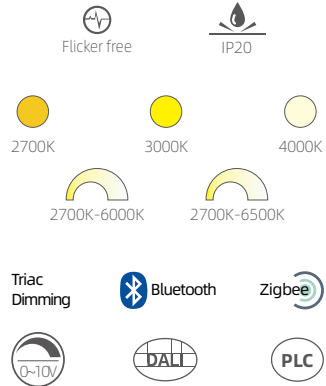 Flicker free
IP20
2700K
3000K
4000K
2700K-6000K
2700K-6500K
Triac
Dimming
Bluetooth
Zigbee
0~10V
DALI
PLC